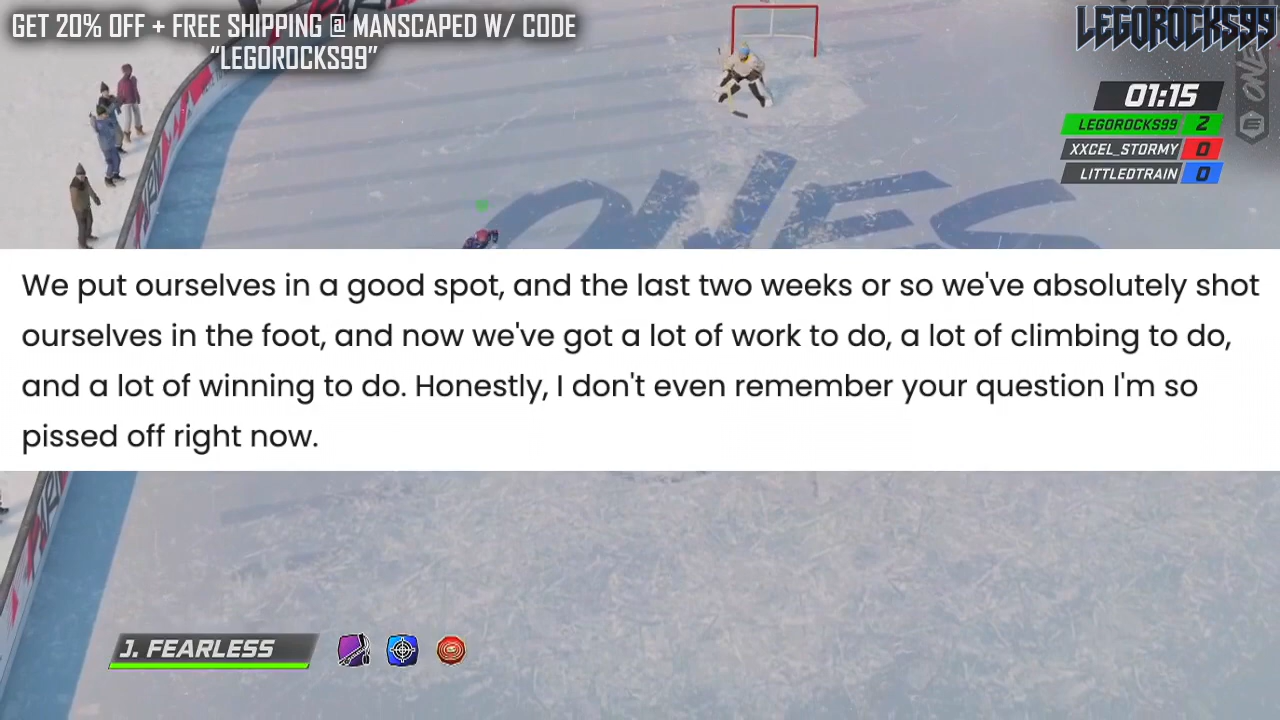 GET 20% OFF + FREE SHIPPING @ MANSCAPED W/ CODE
"LEGOROCKS99"
LEGOROCKS99
ONES
01:15
LEGOROCKS99 2
XXCEL_STORMY 0
LITTLEDTRAIN 0
ONES
We put ourselves in a good spot, and the last two weeks or so we've absolutely shot
ourselves in the foot, and now we've got a lot of work to do, a lot of climbing to do,
and a lot of winning to do. Honestly, I don't even remember your question I'm so
pissed off right now.
J. FEARLESS